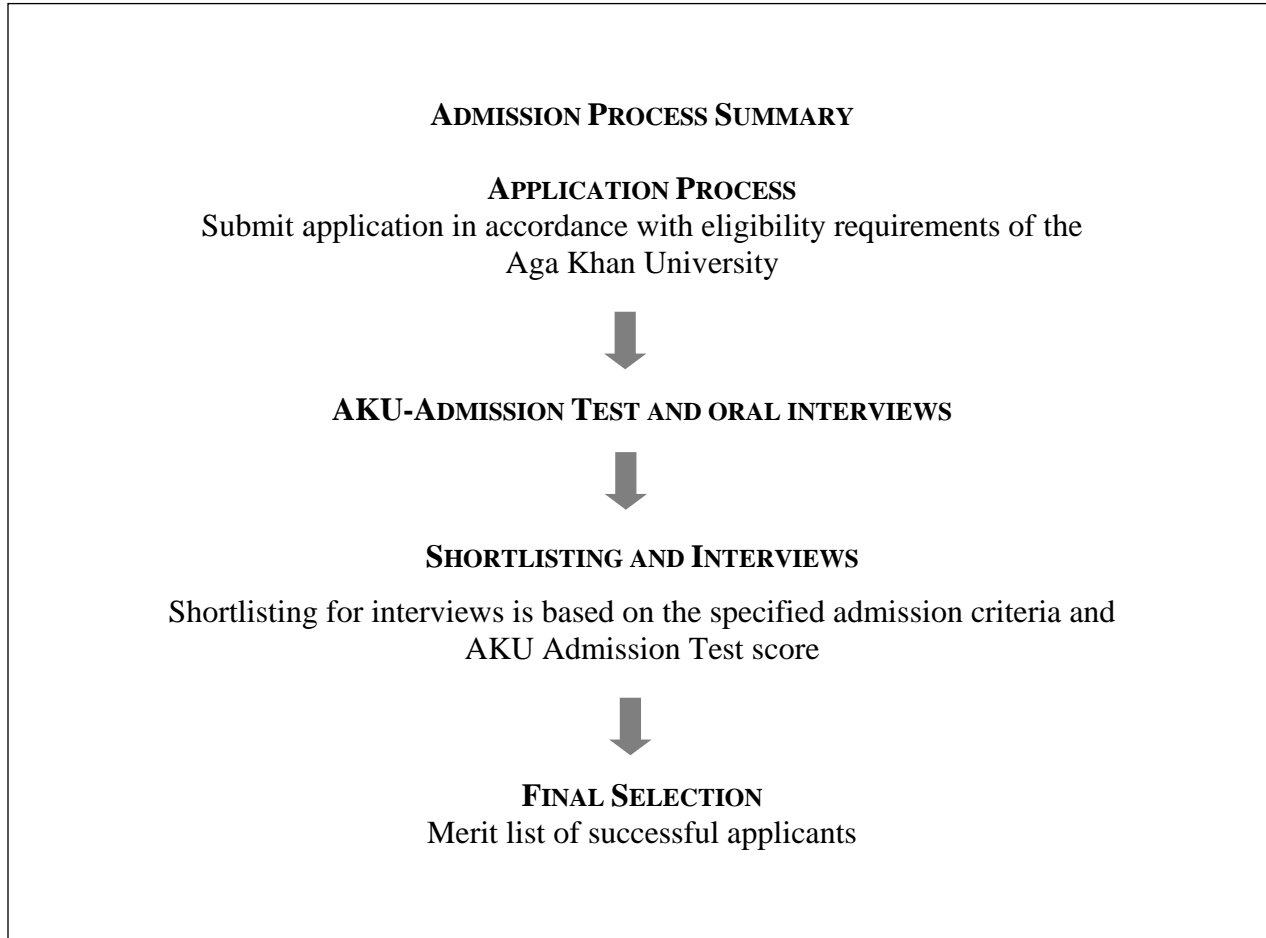 ADMISSION PROCESS SUMMARY
APPLICATION PROCESS
Submit application in accordance with eligibility requirements of the
Aga Khan University
AKU-ADMISSION TEST AND ORAL INTERVIEWS
SHORTLISTING AND INTERVIEWS
Shortlisting for interviews is based on the specified admission criteria and
AKU Admission Test score
FINAL SELECTION
Merit list of successful applicants